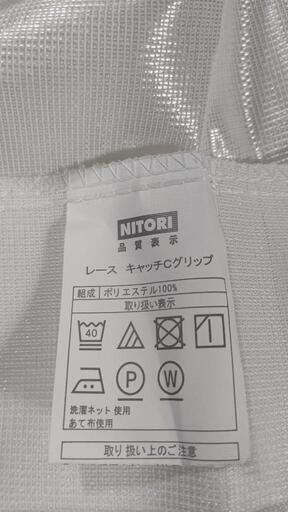 NITORI
品質表示
レース キャッチCグリップ
組成 ポリエステル100%
取り扱い表示
40
P W
洗濯ネット 使用
あて布使用
取り扱い上のご注意